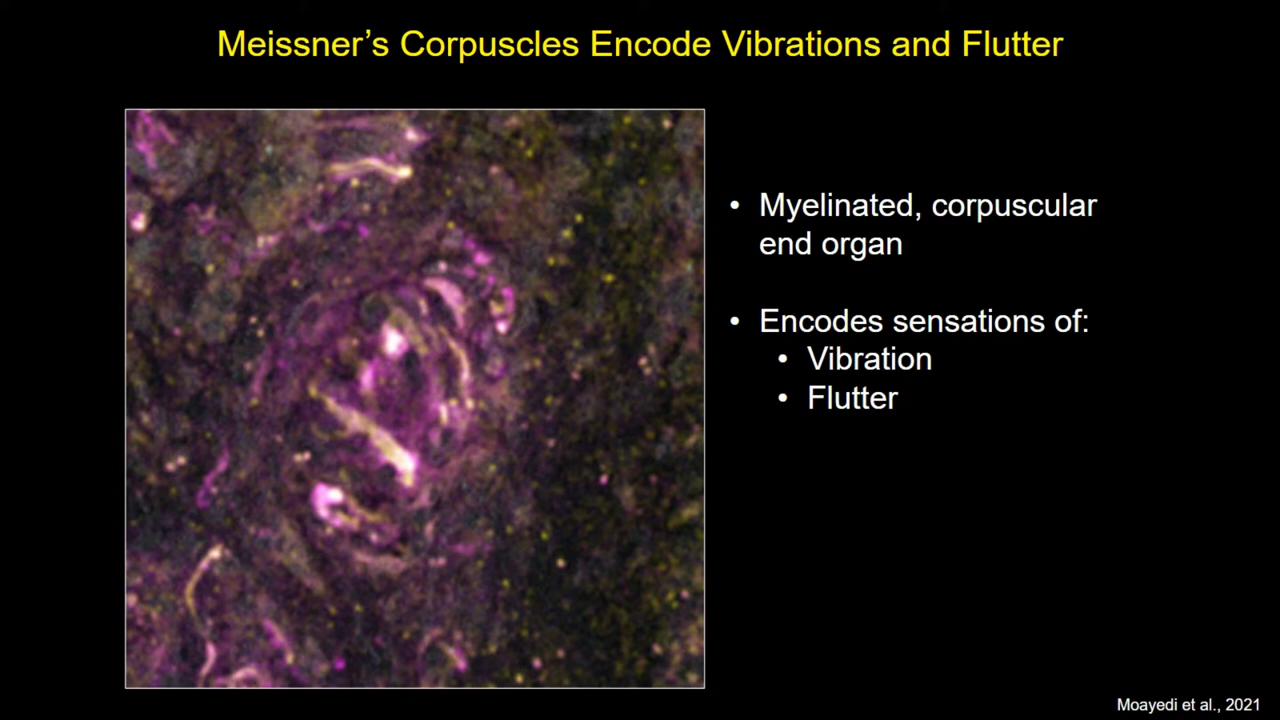 Meissner’s Corpuscles Encode Vibrations and Flutter
• Myelinated, corpuscular
end organ
• Encodes sensations of:
• Vibration
• Flutter
Moayedi et al., 2021